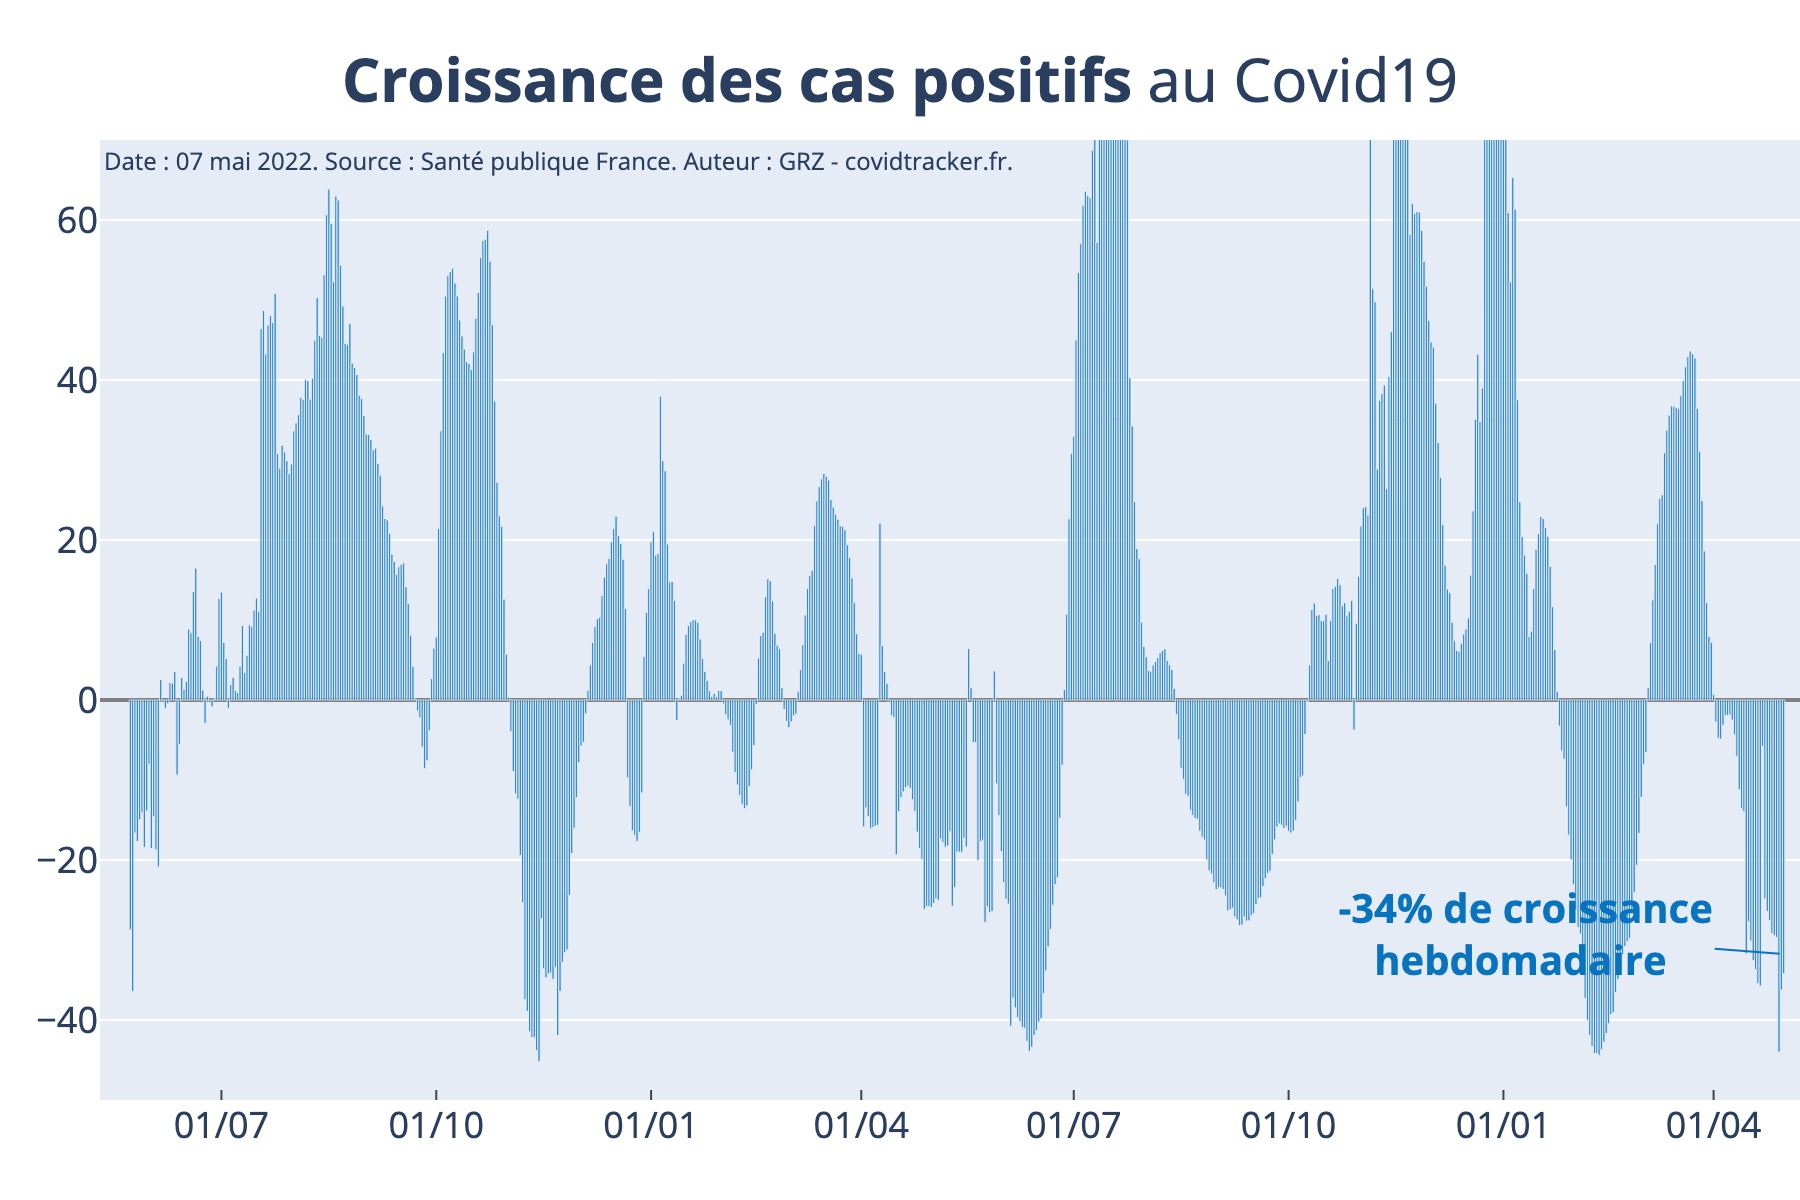 Croissance des cas positifs au Covid19
Date : 07 mai 2022. Source : Santé publique France. Auteur : GRZ - covidtracker.fr.
60
40
20
0
−20
−40
-34% de croissance
hebdomadaire
01/07 01/10 01/01 01/04 01/07 01/10 01/01 01/04